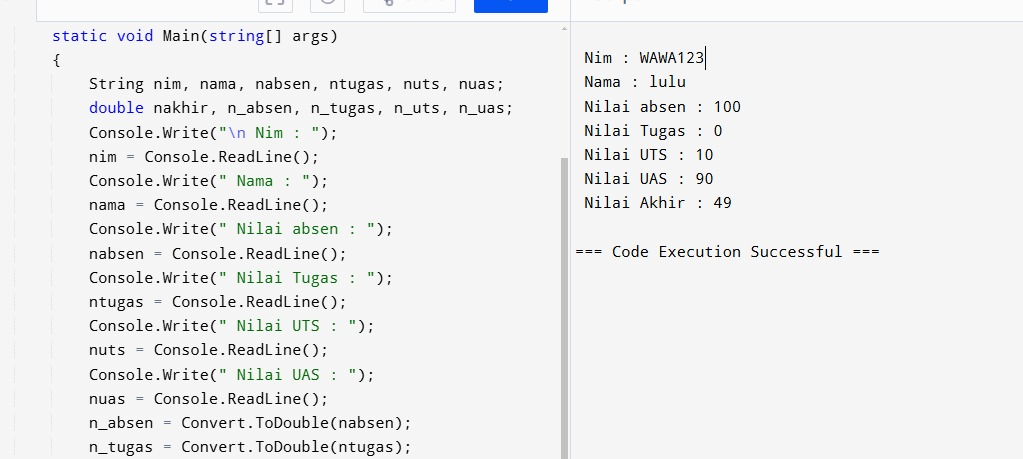 static void Main(string[] args)
{
String nim, nama, nabsen, ntugas, nuts, nuas;
double nakhir, n_absen, n_tugas, n_uts, n_uas;
Console.Write("\n Nim : ");
nim = Console.ReadLine();
Console.Write(" Nama : ");
nama = Console.ReadLine();
Console.Write(" Nilai absen : ");
nabsen = Console.ReadLine();
Console.Write(" Nilai Tugas : ");
ntugas = Console.ReadLine();
Console.Write(" Nilai UTS : ");
nuts = Console.ReadLine();
Console.Write(" Nilai UAS : ");
nuas = Console.ReadLine();
n_absen = Convert.ToDouble(nabsen);
n_tugas = Convert.ToDouble(ntugas);
Nim : WAWA123
Nama : lulu
Nilai absen : 100
Nilai Tugas : 0
Nilai UTS : 10
Nilai UAS : 90
Nilai Akhir : 49
=== Code Execution Successful ===